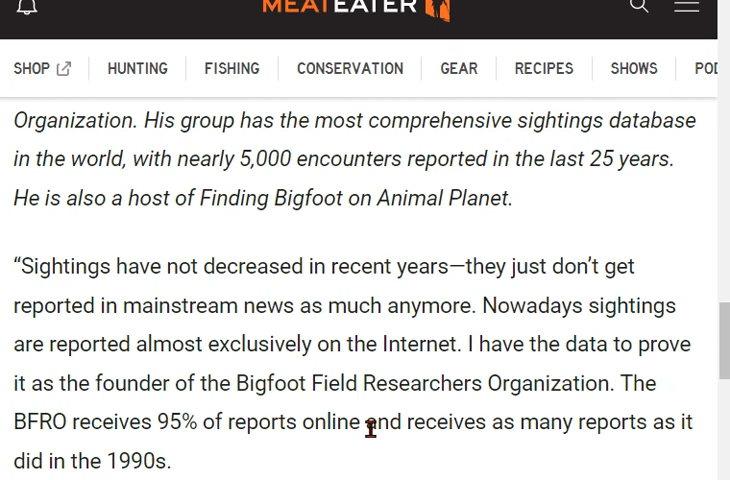 MEATEATER
SHOP HUNTING FISHING CONSERVATION GEAR RECIPES SHOWS
Organization. His group has the most comprehensive sightings database
in the world, with nearly 5,000 encounters reported in the last 25 years.
He is also a host of Finding Bigfoot on Animal Planet.
“Sightings have not decreased in recent years—they just don’t get
reported in mainstream news as much anymore. Nowadays sightings
are reported almost exclusively on the Internet. I have the data to prove
it as the founder of the Bigfoot Field Researchers Organization. The
BFRO receives 95% of reports online and receives as many reports as it
did in the 1990s.